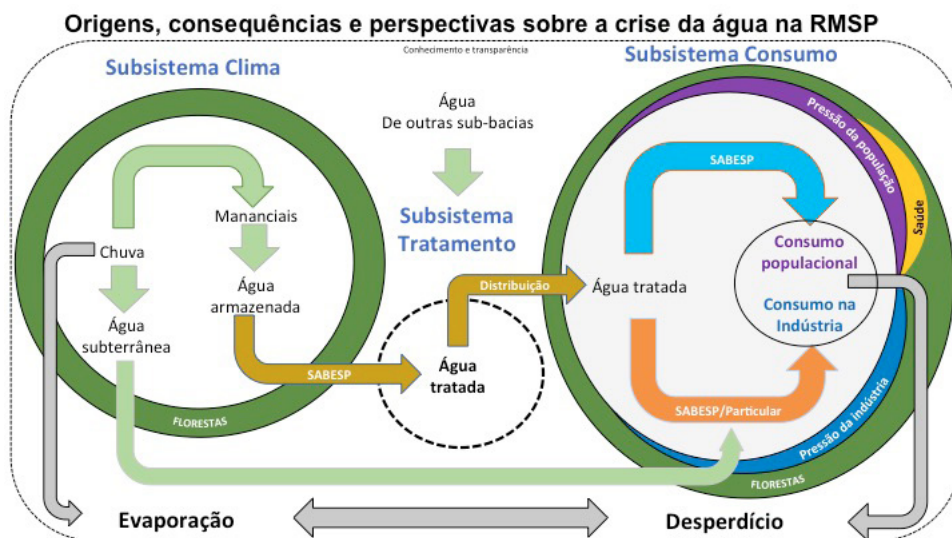 Origens, consequências e perspectivas sobre a crise da água na RMSP
Conhecimento e transparência
Subsistema Clima
Subsistema Consumo
Água
De outras sub-bacias
Subsistema
Tratamento
Chuva
Mananciais
Água
armazenada
Água
subterrânea
SABESP
FLORESTAS
Água
tratada
Distribuição
Água tratada
SABESP
Pressão da população
Saúde
Consumo
populacional
Consumo na
Indústria
SABESP/Particular
Pressão da indústria
FLORESTAS
Evaporação
Desperdício